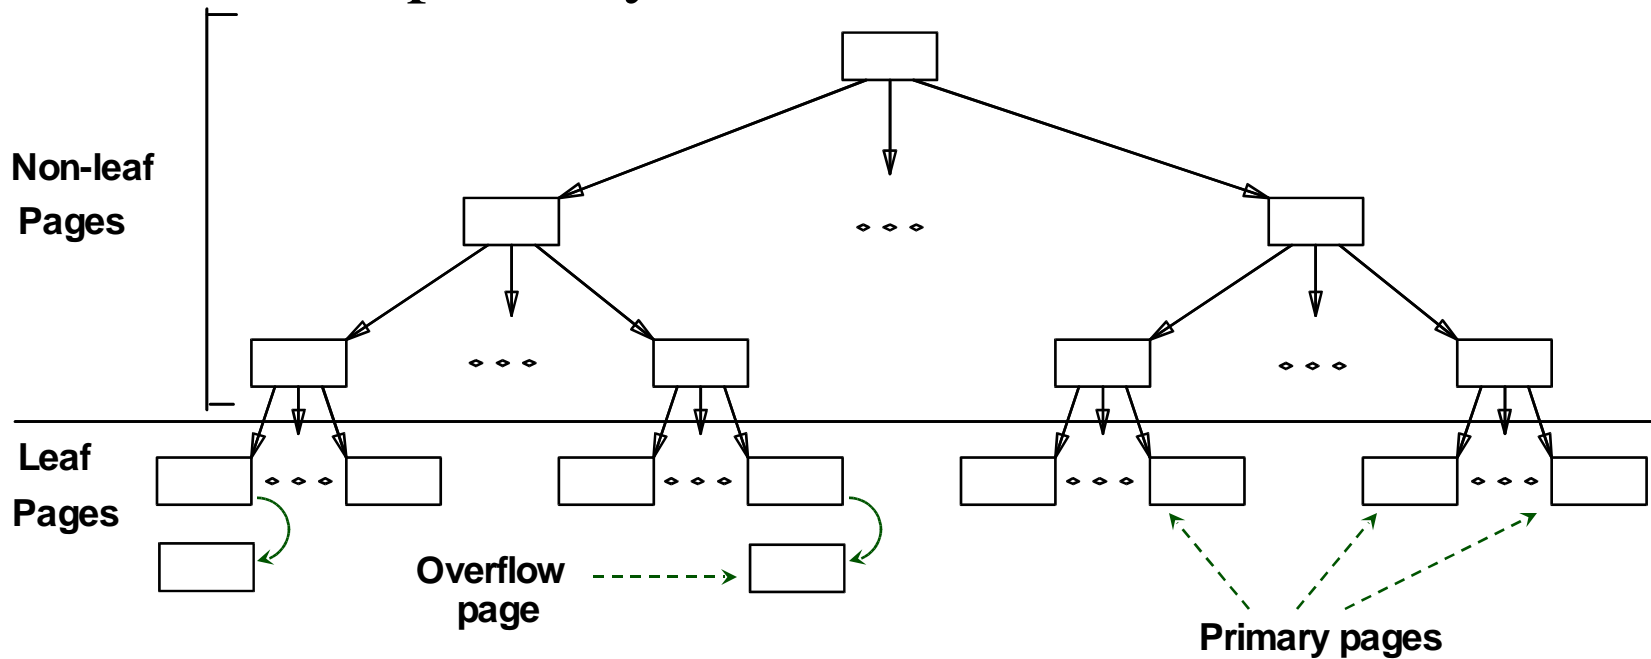 Non-leaf
Pages
Leaf
Pages
Overflow
page
Primary pages